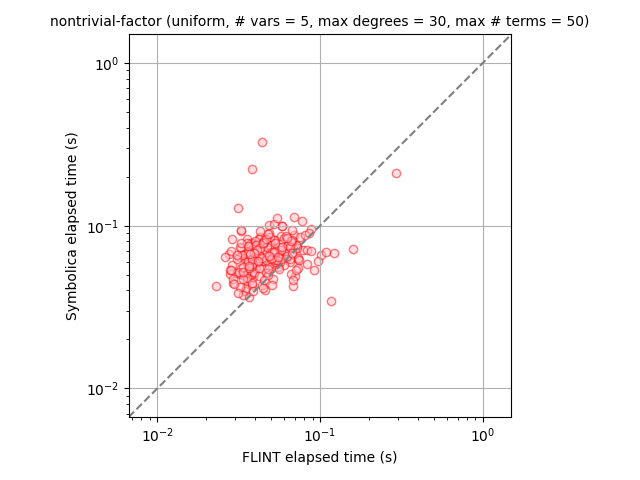 nontrivial-factor (uniform, # vars = 5, max degrees = 30, max # terms = 50)
Symbolica elapsed time (s)
10⁰
10⁻¹
10⁻²
10⁻²
10⁻¹
10⁰
FLINT elapsed time (s)